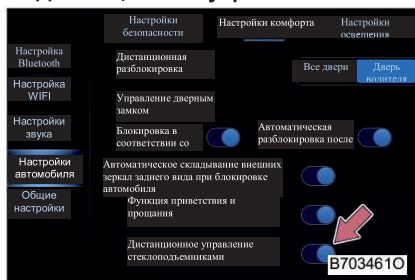 Настройки
безопасности
Настройки комфорта
Настройки
освещения
Настройка
Bluetooth
Настройка
WIFI
Настройки
звука
Настройки
автомобиля
Общие
настройки
Дистанционная
разблокировка
Все двери
Дверь
водителя
Управление дверным
замком
Блокировка в
соответствии со
Автоматическая
разблокировка после
Автоматическое складывание внешних
зеркал заднего вида при блокировке
автомобиля
Функция приветствия и
прощания
Дистанционное управление
стеклоподъемниками
B703461O